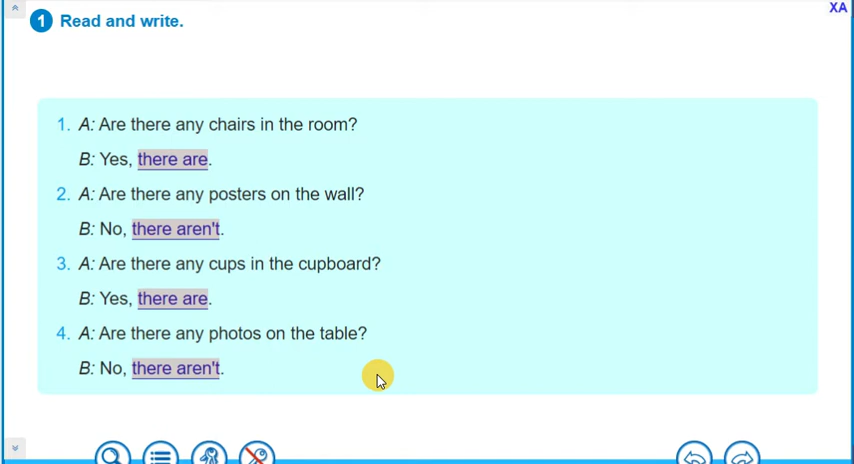 XA
1 Read and write.
1. A: Are there any chairs in the room?
B: Yes, there are.
2. A: Are there any posters on the wall?
B: No, there aren't.
3. A: Are there any cups in the cupboard?
B: Yes, there are.
4. A: Are there any photos on the table?
B: No, there aren't.